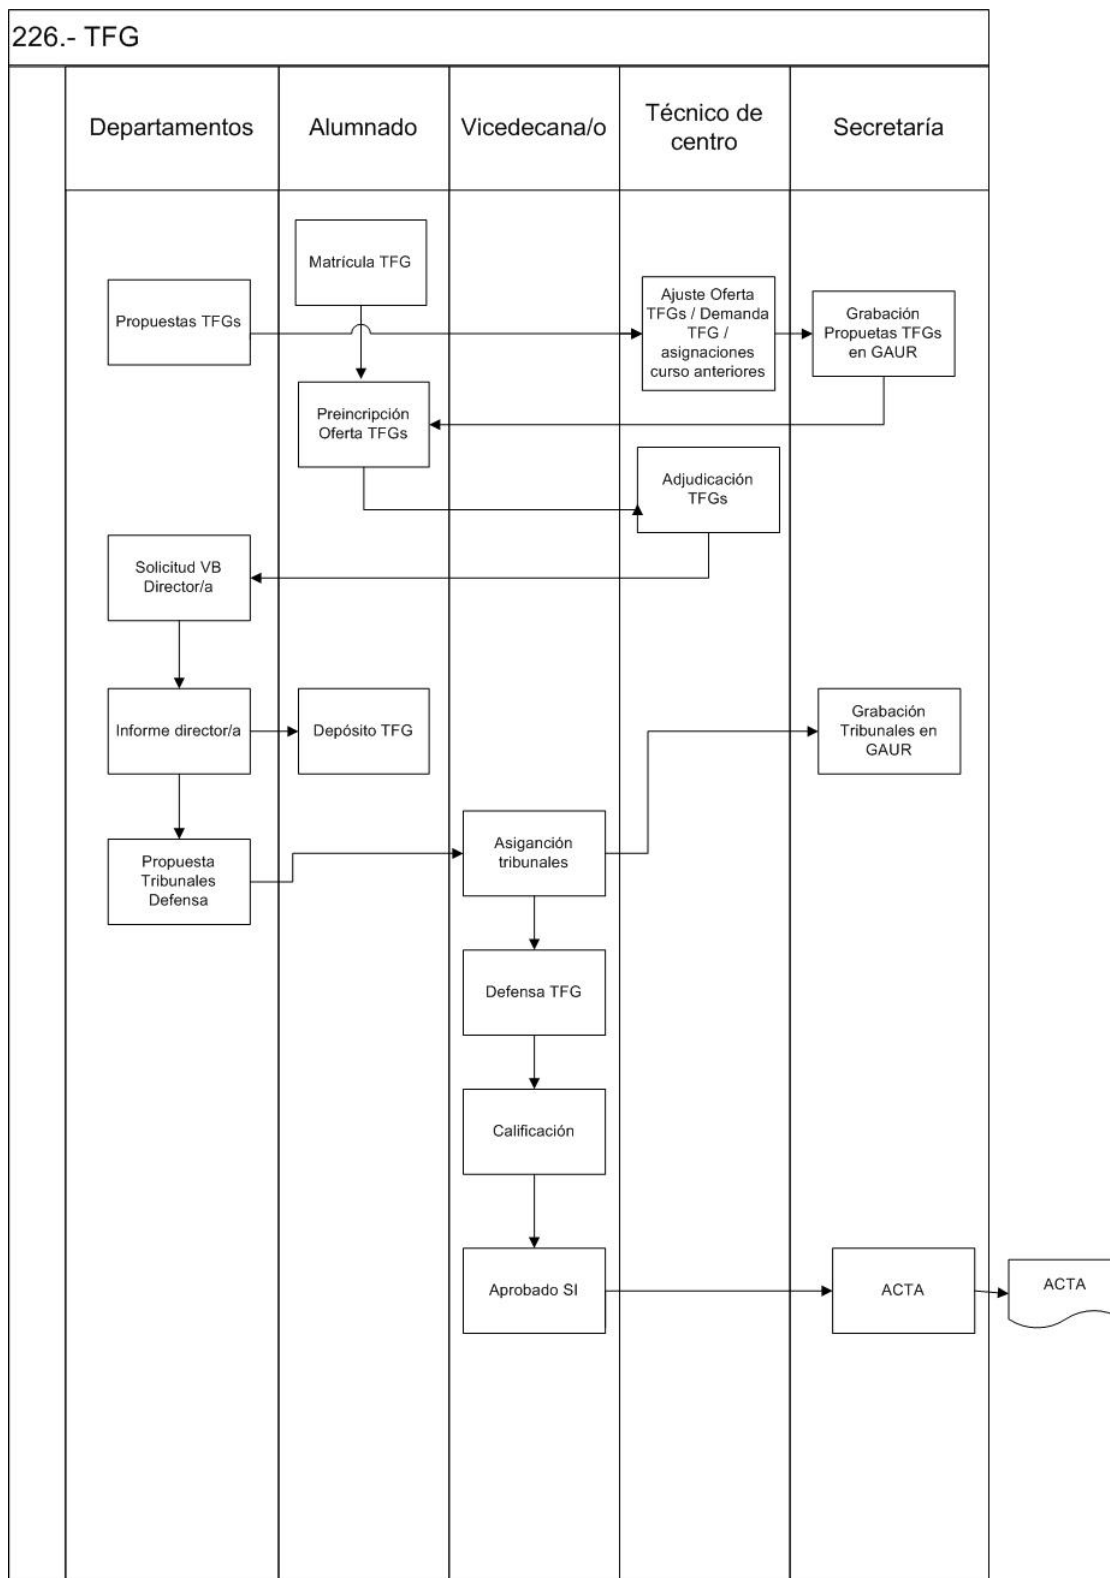 226.- TFG
Departamentos
Alumnado
Vicedecana/o
Técnico de
centro
Secretaría
Matrícula TFG
Propuestas TFGs
Ajuste Oferta
TFGs / Demanda
TFG /
asignaciones
curso anteriores
Grabación
Propuetas TFGs
en GAUR
Preincripción
Oferta TFGs
Adjudicación
TFGs
Solicitud VB
Director/a
Informe director/a
Depósito TFG
Grabación
Tribunales en
GAUR
Propuesta
Tribunales
Defensa
Asiganción
tribunales
Defensa TFG
Calificación
Aprobado SI
ACTA
ACTA